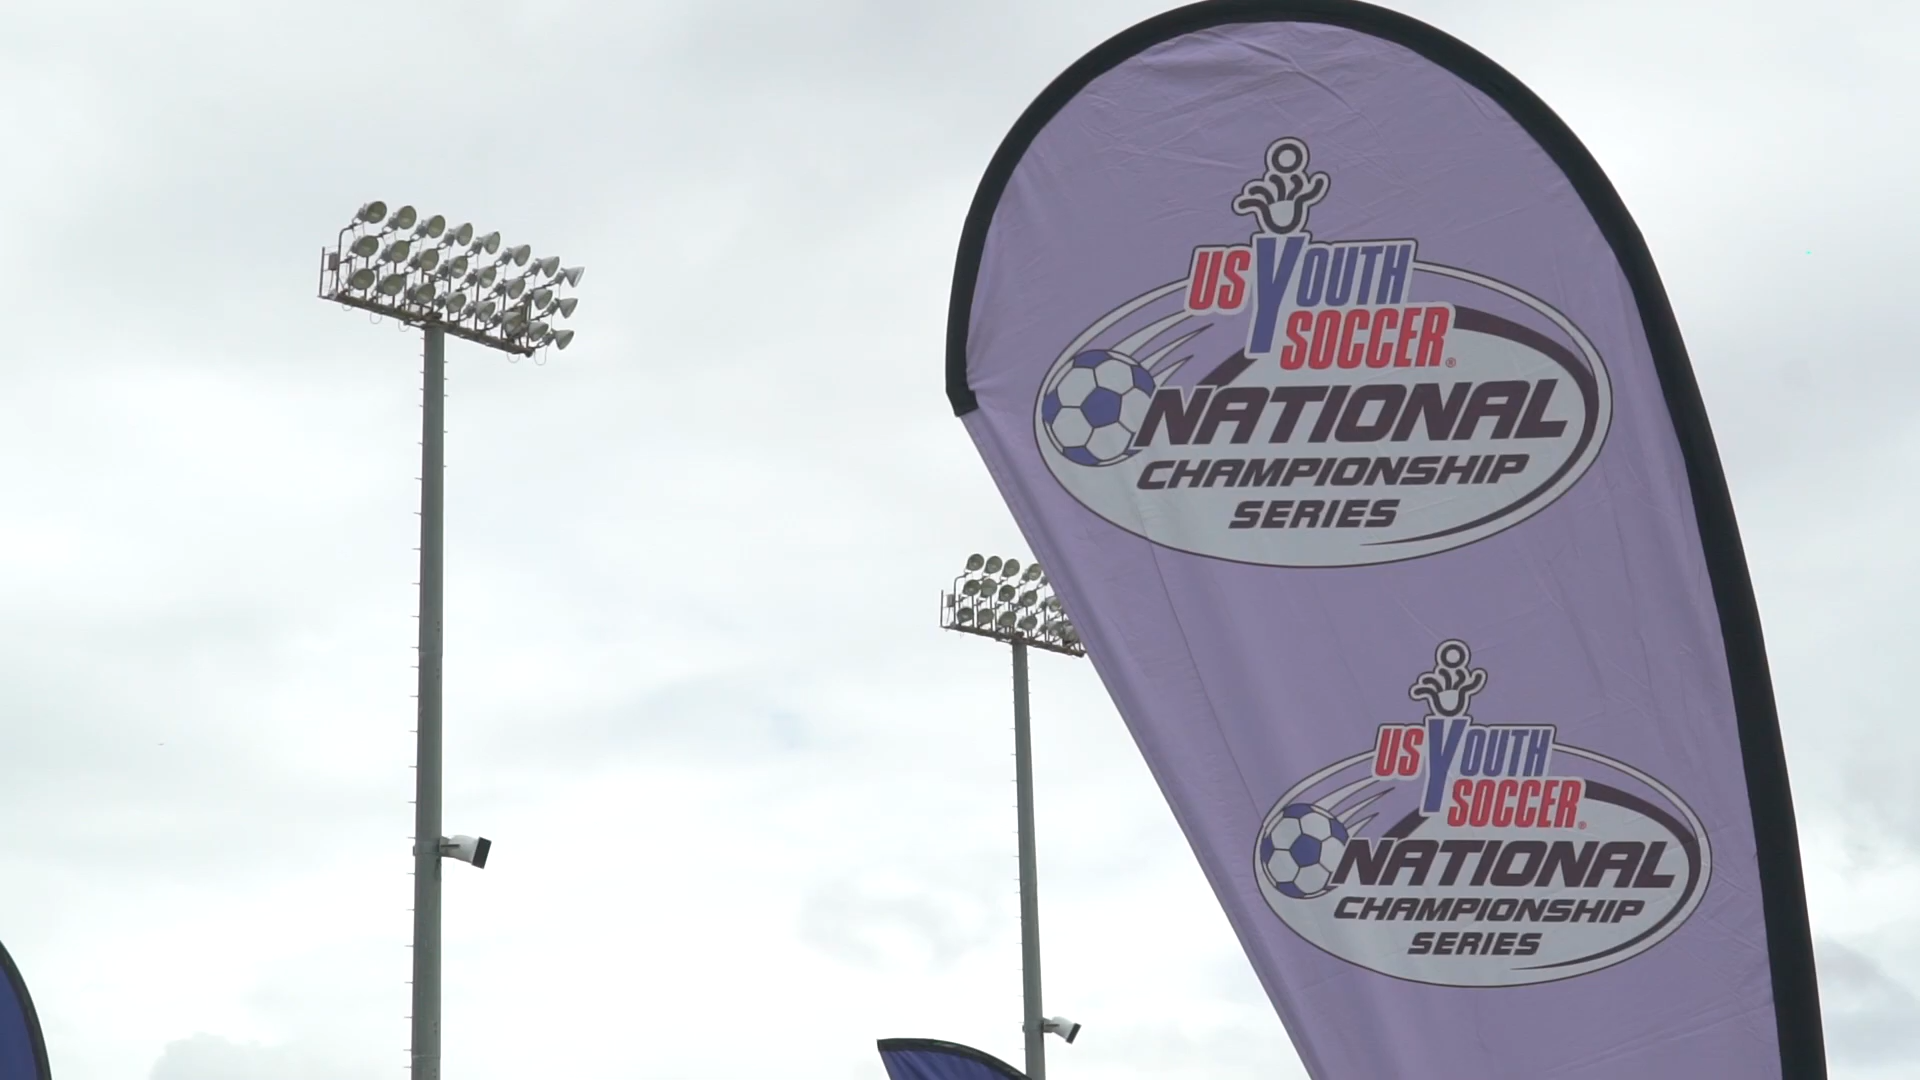 US YOUTH
SOCCER®
NATIONAL
CHAMPIONSHIP
SERIES
US YOUTH
SOCCER®
NATIONAL
CHAMPIONSHIP
SERIES